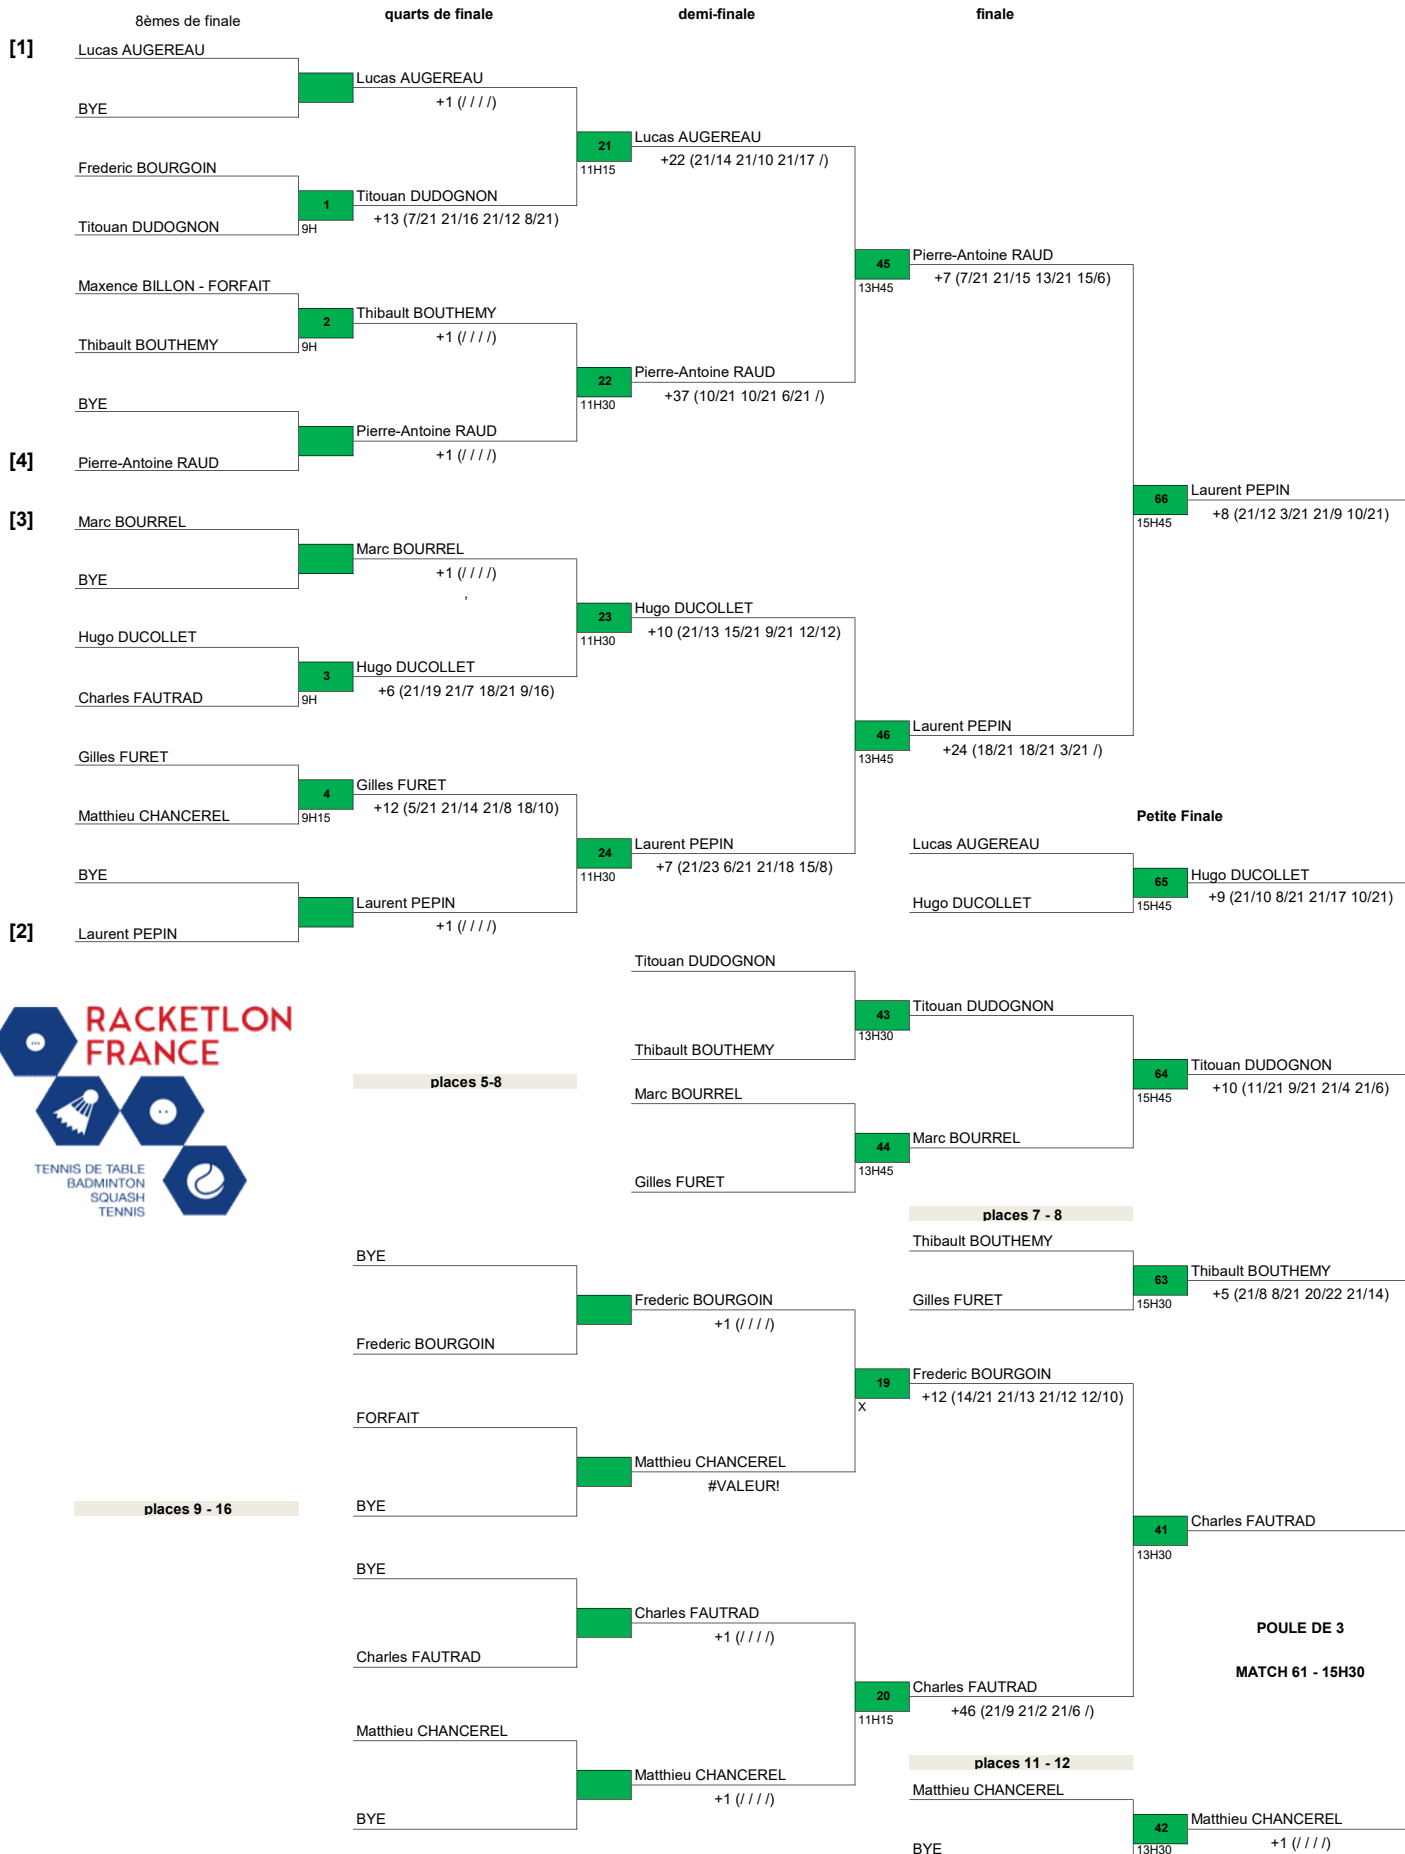 8èmes de finale
quarts de finale
demi-finale
finale
[1]
Lucas AUGEREAU
BYE
Lucas AUGEREAU
+1 (/ / / /)
Frederic BOURGOIN
Titouan DUDOGNON
1
9H
Titouan DUDOGNON
+13 (7/21 21/16 21/12 8/21)
21
11H15
Lucas AUGEREAU
+22 (21/14 21/10 21/17 /)
Maxence BILLON - FORFAIT
Thibault BOUTHEMY
2
9H
Thibault BOUTHEMY
+1 (/ / / /)
BYE
[4]
Pierre-Antoine RAUD
Pierre-Antoine RAUD
+1 (/ / / /)
22
11H30
Pierre-Antoine RAUD
+37 (10/21 10/21 6/21 /)
45
13H45
Pierre-Antoine RAUD
+7 (7/21 21/15 13/21 15/6)
[3]
Marc BOURREL
BYE
Marc BOURREL
+1 (/ / / /)
,
Hugo DUCOLLET
Charles FAUTRAD
3
9H
Hugo DUCOLLET
+6 (21/19 21/7 18/21 9/16)
23
11H30
Hugo DUCOLLET
+10 (21/13 15/21 9/21 12/12)
Gilles FURET
Matthieu CHANCEREL
4
9H15
Gilles FURET
+12 (5/21 21/14 21/8 18/10)
BYE
[2]
Laurent PEPIN
Laurent PEPIN
+1 (/ / / /)
24
11H30
Laurent PEPIN
+7 (21/23 6/21 21/18 15/8)
46
13H45
Laurent PEPIN
+24 (18/21 18/21 3/21 /)
66
15H45
Laurent PEPIN
+8 (21/12 3/21 21/9 10/21)
Petite Finale
Lucas AUGEREAU
Hugo DUCOLLET
65
15H45
Hugo DUCOLLET
+9 (21/10 8/21 21/17 10/21)
RACKETLON
FRANCE
TENNIS DE TABLE
BADMINTON
SQUASH
TENNIS
places 5-8
Titouan DUDOGNON
Thibault BOUTHEMY
43
13H30
Titouan DUDOGNON
Marc BOURREL
Gilles FURET
44
13H45
Marc BOURREL
64
15H45
Titouan DUDOGNON
+10 (11/21 9/21 21/4 21/6)
places 7 - 8
Thibault BOUTHEMY
Gilles FURET
63
15H30
Thibault BOUTHEMY
+5 (21/8 8/21 20/22 21/14)
places 9 - 16
BYE
Frederic BOURGOIN
Frederic BOURGOIN
+1 (/ / / /)
FORFAIT
BYE
Matthieu CHANCEREL
#VALEUR!
19
X
Frederic BOURGOIN
+12 (14/21 21/13 21/12 12/10)
BYE
Charles FAUTRAD
Charles FAUTRAD
+1 (/ / / /)
Matthieu CHANCEREL
BYE
Matthieu CHANCEREL
+1 (/ / / /)
20
11H15
Charles FAUTRAD
+46 (21/9 21/2 21/6 /)
41
13H30
Charles FAUTRAD
POULE DE 3
MATCH 61 - 15H30
places 11 - 12
Matthieu CHANCEREL
BYE
42
13H30
Matthieu CHANCEREL
+1 (/ / / /)